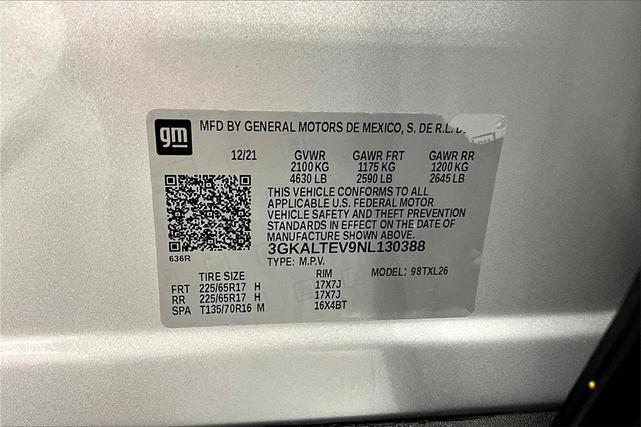 gm
MFD BY GENERAL MOTORS DE MEXICO, S. DE R.L. D
12/21 GVWR GAWR FRT GAWR RR
2100 KG 1175 KG 1200 KG
4630 LB 2590 LB 2645 LB
THIS VEHICLE CONFORMS TO ALL
APPLICABLE U.S. FEDERAL MOTOR
VEHICLE SAFETY AND THEFT PREVENTION
STANDARDS IN EFFECT ON THE DATE OF
MANUFACTURE SHOWN ABOVE.
3GKALTEV9NL130388
636R
TYPE: M.P.V. MODEL: 98TXL26
TIRE SIZE RIM
FRT 225/65R17 H 17X7J
RR 225/65R17 H 17X7J
SPA T135/70R16 M 16X4BT